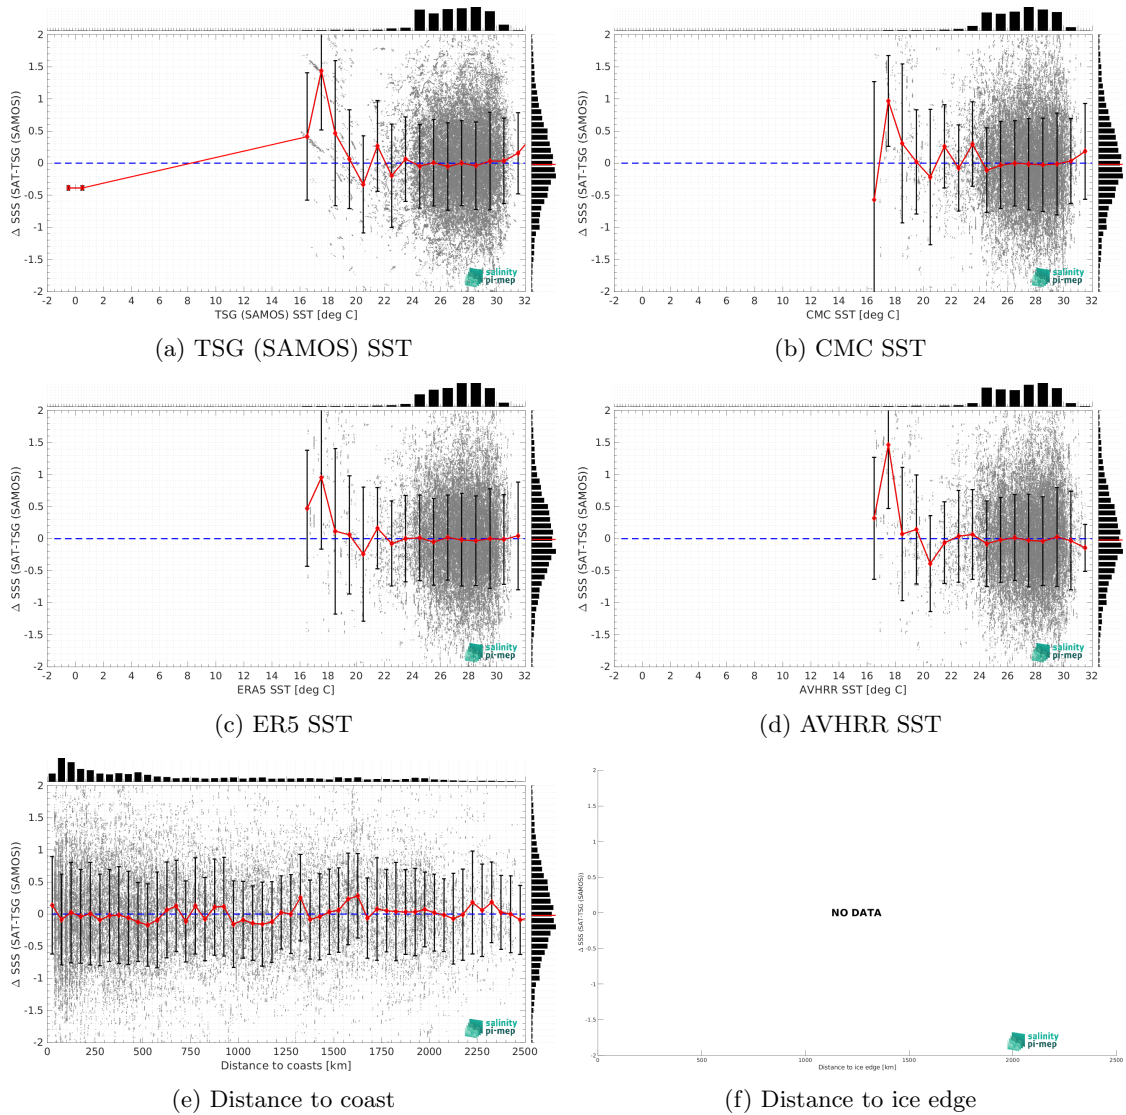 2
1.5
1
0.5
0
-0.5
-1
-1.5
-2
Δ SSS (SAT-TSG (SAMOS))
-2 0 2 4 6 8 10 12 14 16 18 20 22 24 26 28 30 32
TSG (SAMOS) SST [deg C]
salinity
pi-mep
(a) TSG (SAMOS) SST
2
1.5
1
0.5
0
-0.5
-1
-1.5
-2
Δ SSS (SAT-TSG (SAMOS))
-2 0 2 4 6 8 10 12 14 16 18 20 22 24 26 28 30 32
CMC SST [deg C]
salinity
pi-mep
(b) CMC SST
2
1.5
1
0.5
0
-0.5
-1
-1.5
-2
Δ SSS (SAT-TSG (SAMOS))
-2 0 2 4 6 8 10 12 14 16 18 20 22 24 26 28 30 32
ERA5 SST [deg C]
salinity
pi-mep
(c) ER5 SST
2
1.5
1
0.5
0
-0.5
-1
-1.5
-2
Δ SSS (SAT-TSG (SAMOS))
-2 0 2 4 6 8 10 12 14 16 18 20 22 24 26 28 30 32
AVHRR SST [deg C]
salinity
pi-mep
(d) AVHRR SST
2
1.5
1
0.5
0
-0.5
-1
-1.5
-2
Δ SSS (SAT-TSG (SAMOS))
0 250 500 750 1000 1250 1500 1750 2000 2250 2500
Distance to coasts [km]
salinity
pi-mep
(e) Distance to coast
2
1.5
1
0.5
0
-0.5
-1
-1.5
-2
Δ SSS (SAT-TSG (SAMOS))
NO DATA
0 500 1000 1500 2000 2500
Distance to ice edge [km]
salinity
pi-mep
(f) Distance to ice edge